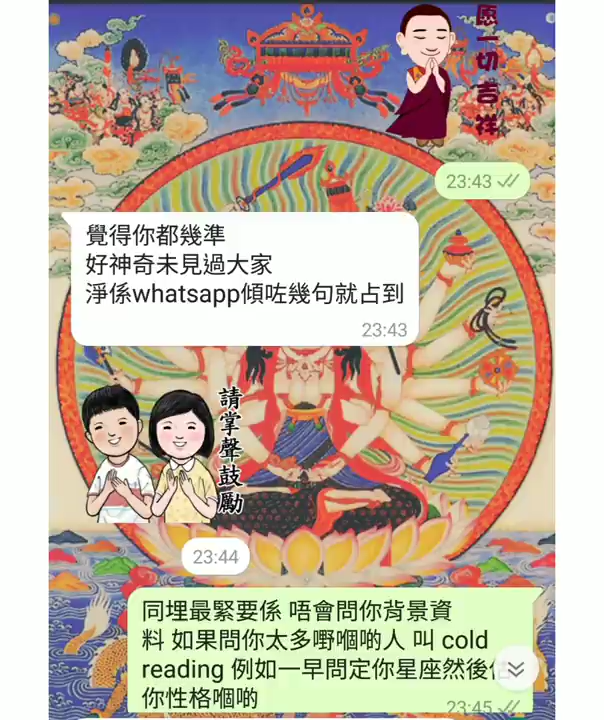 愿一切吉祥
23:43
覺得你都幾準
好神奇未見過大家
淨係whatsapp傾咗幾句就占到
23:43
請掌聲鼓勵
23:44
同埋最緊要係 唔會問你背景資
料 如果問你太多嘢嗰啲人 叫 cold
reading 例如一早問定你星座然後
你性格嗰啲
23:45